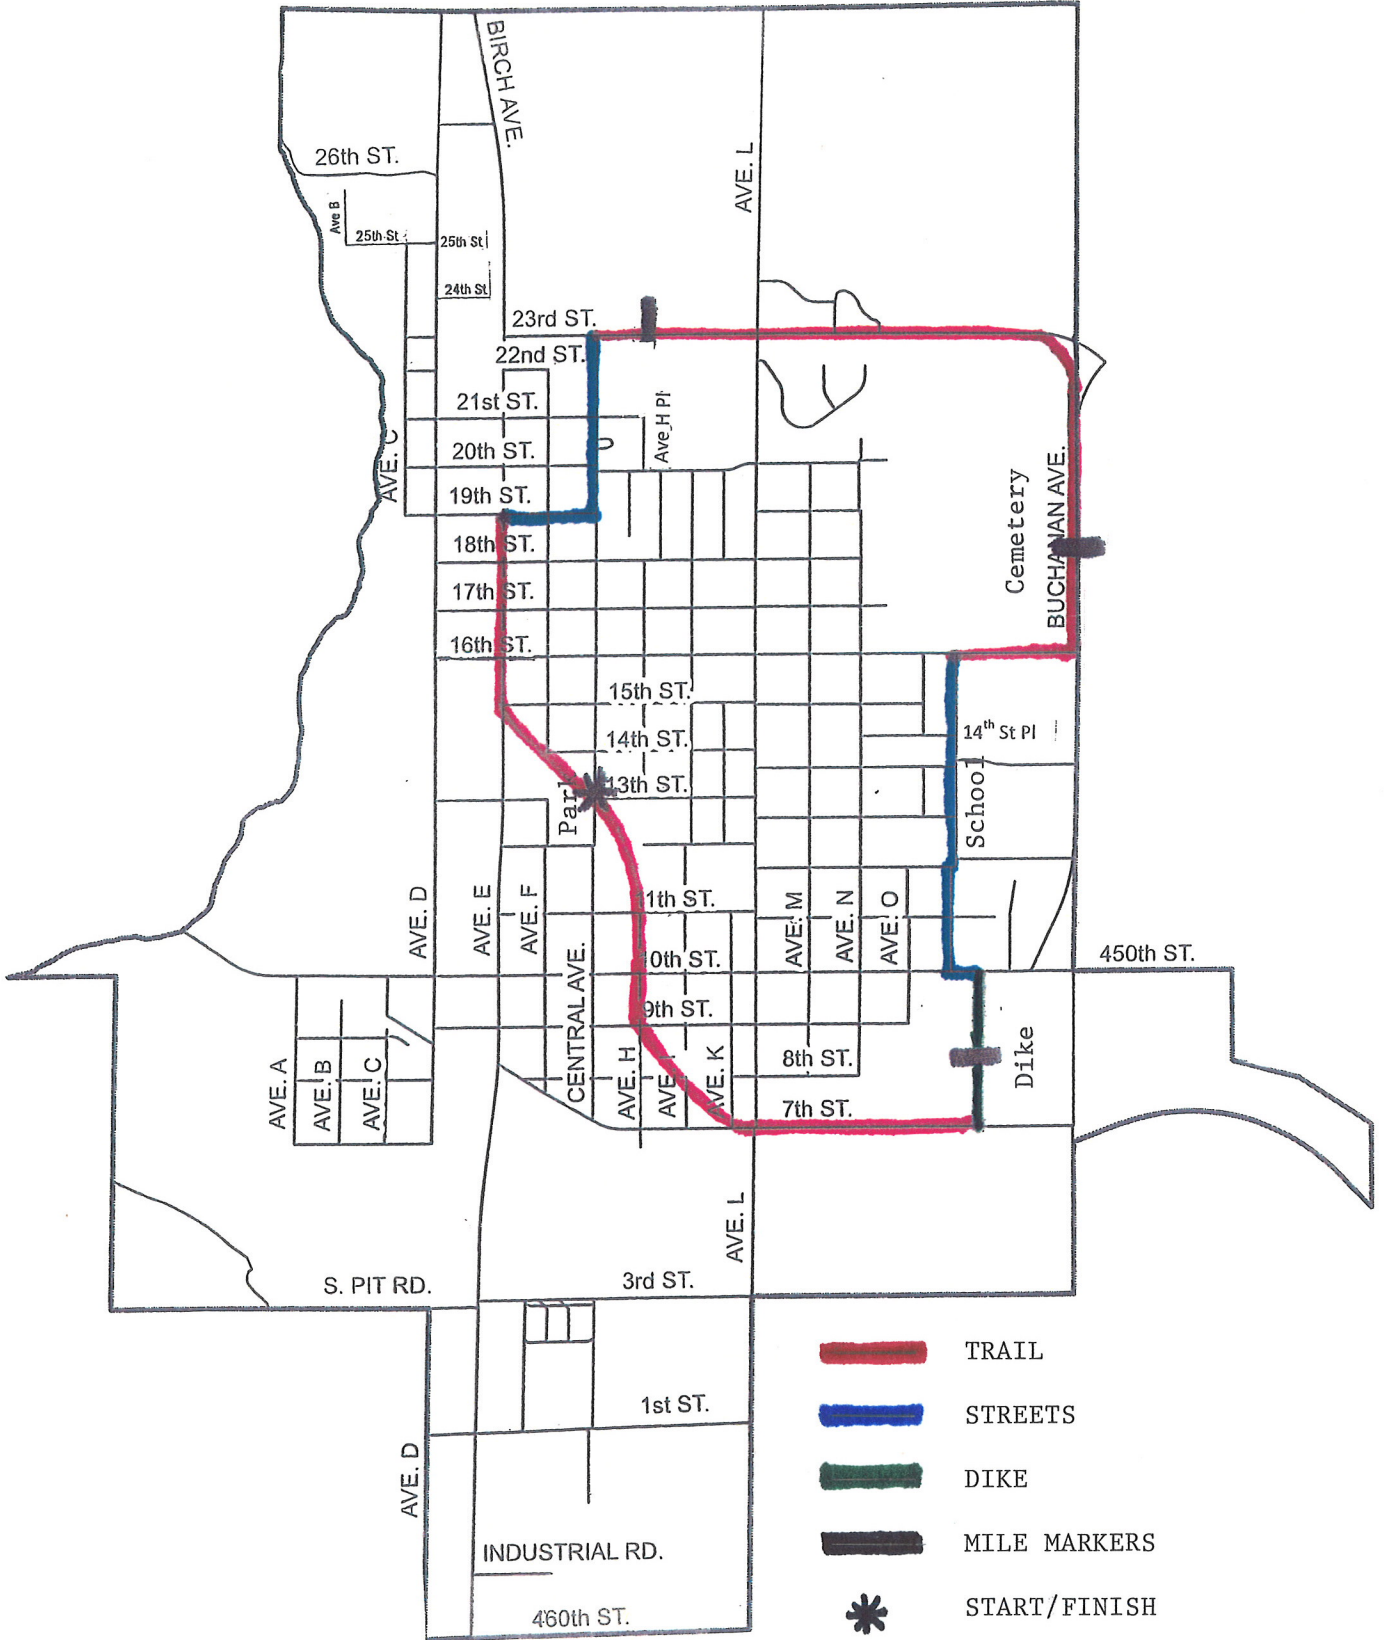 BIRCH AVE.
26th ST.
AVE. L
Ave B
25th St
25th St
24th St
23rd ST.
22nd ST.
21st ST.
Ave H Pl
20th ST.
AVE. C
19th ST.
18th ST.
Cemetery
BUCHANAN AVE.
17th ST.
16th ST.
15th ST.
14th St Pl
14th ST.
13th ST.
Park
School
1th ST.
AVE. D
AVE. E
AVE. F
AVE. M
AVE. N
AVE. O
0th ST.
450th ST.
CENTRAL AVE.
9th ST.
8th ST.
Dike
AVE. A
AVE. B
AVE. C
AVE. H
AVE. I
AVE. K
7th ST.
AVE. L
S. PIT RD.
3rd ST.
TRAIL
1st ST.
STREETS
AVE. D
DIKE
MILE MARKERS
INDUSTRIAL RD.
START/FINISH
460th ST.